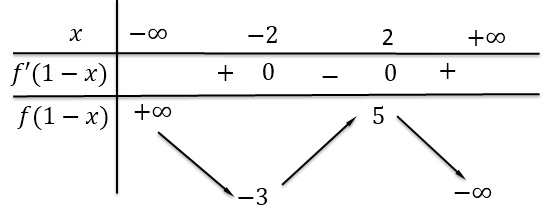 x −∞ −2 2 +∞
f′(1 − x) + 0 − 0 +
f(1 − x) +∞ 5
−3 −∞